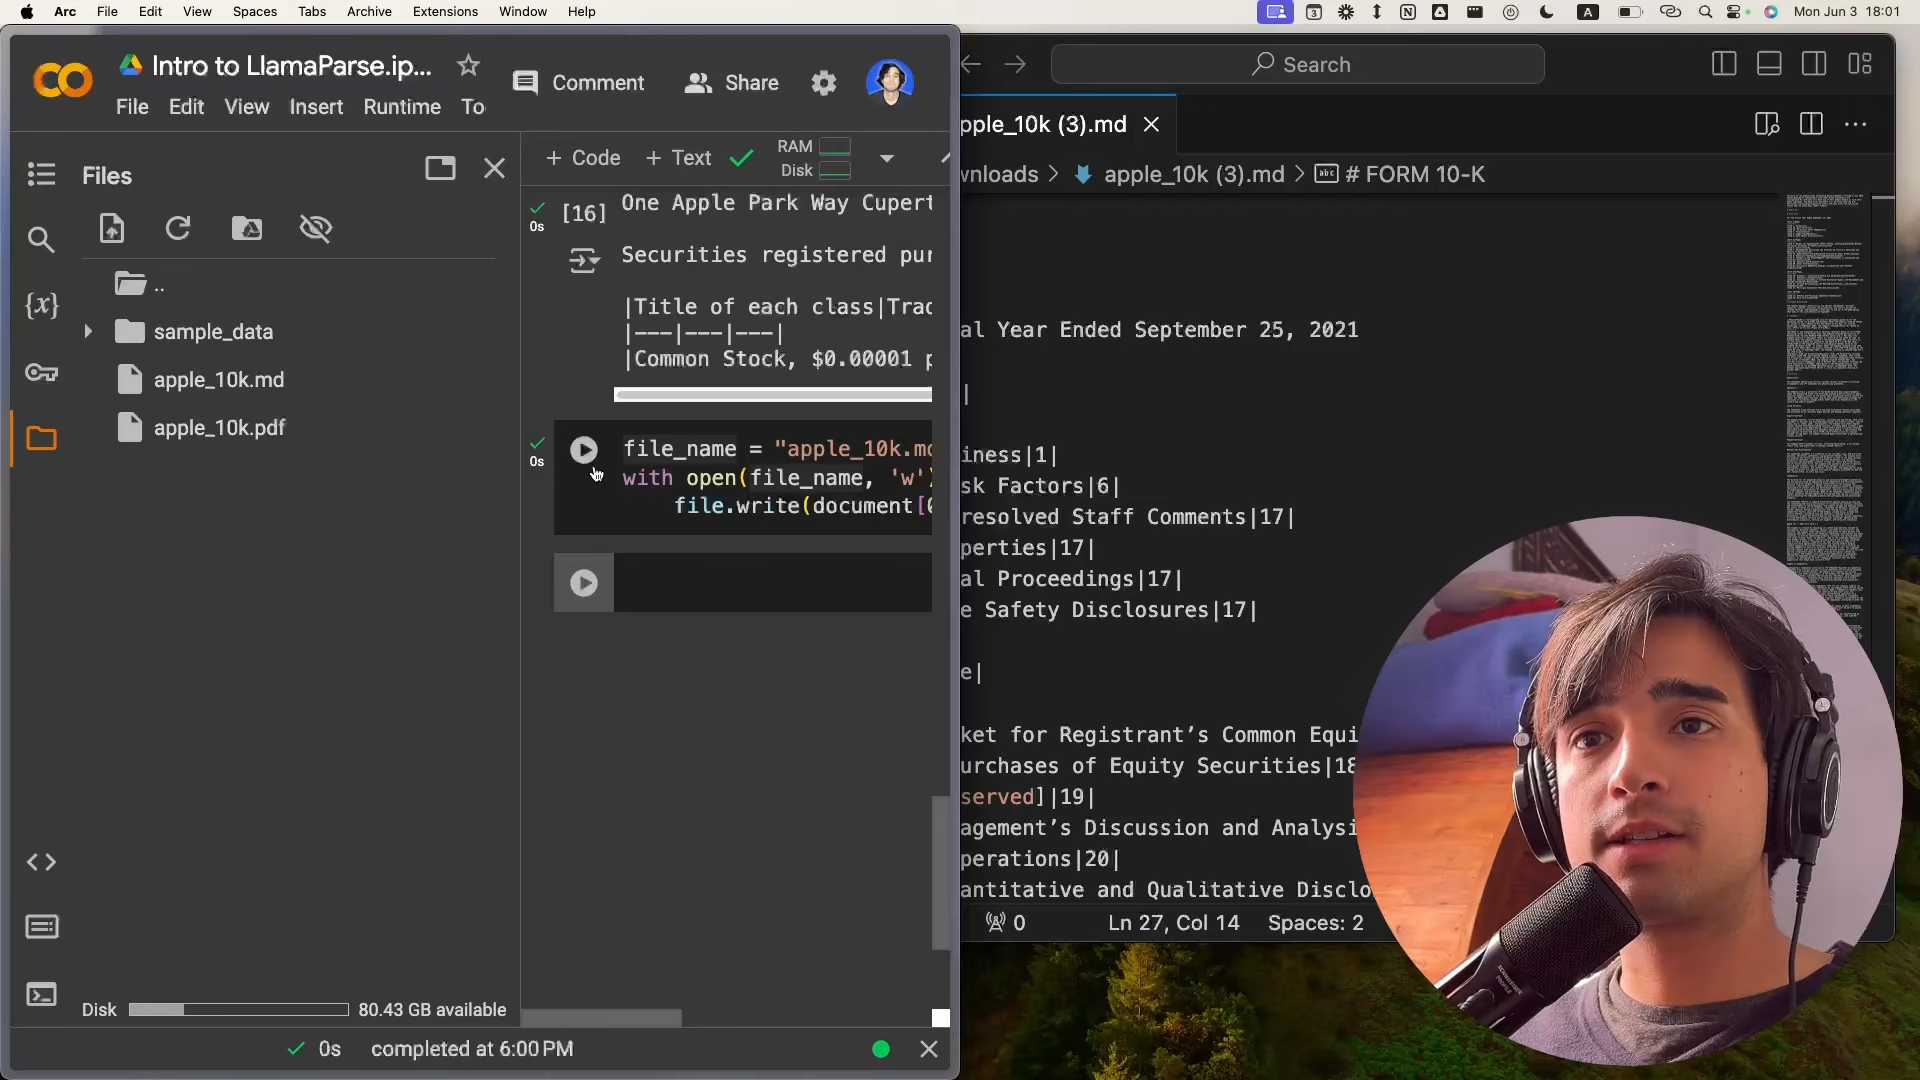 Arc File Edit View Spaces Tabs Archive Extensions Window Help
3
A
Mon Jun 3 18:01
Intro to LlamaParse.ip...
Comment
Share
File Edit View Insert Runtime To
Files
+ Code + Text
RAM
Disk
..
sample_data
apple_10k.md
apple_10k.pdf
{x}
0s
[16]
One Apple Park Way Cupert
Securities registered pur
|Title of each class|Trad
|---|---|---|
|Common Stock, $0.00001 p
0s
file_name = "apple_10k.md
with open(file_name, 'w')
file.write(document[0
Disk
80.43 GB available
0s completed at 6:00 PM
Search
pple_10k (3).md
wnloads > apple_10k (3).md > # FORM 10-K
al Year Ended September 25, 2021
|
iness|1|
sk Factors|6|
resolved Staff Comments|17|
perties|17|
al Proceedings|17|
e Safety Disclosures|17|
e|
ket for Registrant’s Common Equi
urchases of Equity Securities|18
served]|19|
agement’s Discussion and Analysi
perations|20|
antitative and Qualitative Disclo
0
Ln 27, Col 14
Spaces: 2